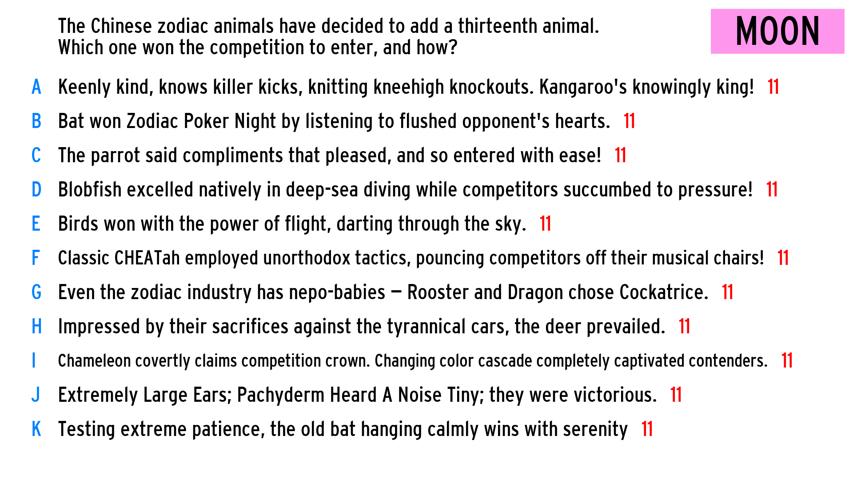 The Chinese zodiac animals have decided to add a thirteenth animal.
Which one won the competition to enter, and how?
MOON
A Keenly kind, knows killer kicks, knitting kneehigh knockouts. Kangaroo's knowingly king! 11
B Bat won Zodiac Poker Night by listening to flushed opponent's hearts. 11
C The parrot said compliments that pleased, and so entered with ease! 11
D Blobfish excelled natively in deep-sea diving while competitors succumbed to pressure! 11
E Birds won with the power of flight, darting through the sky. 11
F Classic CHEATah employed unorthodox tactics, pouncing competitors off their musical chairs! 11
G Even the zodiac industry has nepo-babies – Rooster and Dragon chose Cockatrice. 11
H Impressed by their sacrifices against the tyrannical cars, the deer prevailed. 11
I Chameleon covertly claims competition crown. Changing color cascade completely captivated contenders. 11
J Extremely Large Ears; Pachyderm Heard A Noise Tiny; they were victorious. 11
K Testing extreme patience, the old bat hanging calmly wins with serenity 11